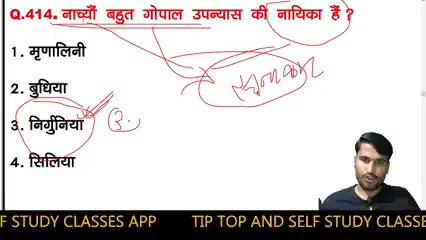 Q.414. नाच्यौं बहुत गोपाल उपन्यास की नायिका हैं ?
1. मृणालिनी
2. बुधिया
3. निर्गुनिया
4. सिलिया
F STUDY CLASSES APP TIP TOP AND SELF STUDY CLASSE